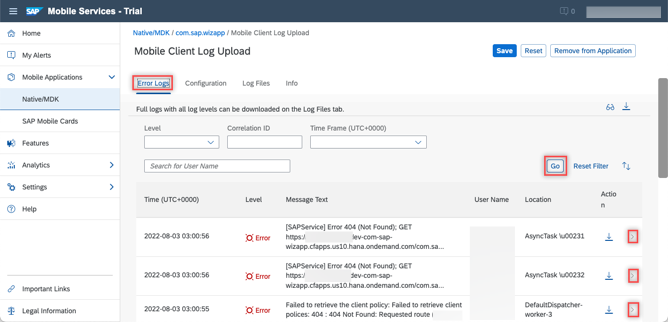 SAP Mobile Services - Trial
0
Home
My Alerts
Mobile Applications
Native/MDK
SAP Mobile Cards
Features
Analytics
Settings
Help
Important Links
Legal Information
Native/MDK / com.sap.wizapp / Mobile Client Log Upload
Mobile Client Log Upload
Save Reset Remove from Application
Error Logs Configuration Log Files Info
Full logs with all log levels can be downloaded on the Log Files tab.
Level Correlation ID Time Frame (UTC+0000)
Search for User Name
Go Reset Filter
Time (UTC+0000) Level Message Text User Name Location Actio
n
2022-08-03 03:00:56 Error
[SAPService] Error 404 (Not Found); GET
https: dev-com-sap-
wizapp.cfapps.us10.hana.ondemand.com/com.sa...
AsyncTask \u00231
2022-08-03 03:00:56 Error
[SAPService] Error 404 (Not Found); GET
https: dev-com-sap-
wizapp.cfapps.us10.hana.ondemand.com/com.sa...
AsyncTask \u00232
2022-08-03 03:00:55 Error
Failed to retrieve the client policy: Failed to retrieve client
polices: 404 : 404 Not Found: Requested route
DefaultDispatcher-
worker-3